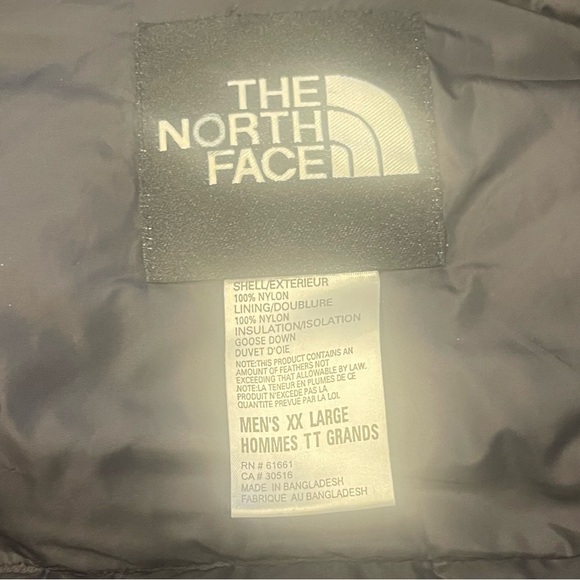 THE
NORTH
FACE
SHELL/EXTERIEUR
100% NYLON
LINING/DOUBLURE
100% NYLON
INSULATION/ISOLATION
GOOSE DOWN
DUVET D'OIE
NOTE:THIS PRODUCT CONTAINS AN
AMOUNT OF FEATHERS NOT
EXCEEDING THAT ALLOWABLE BY LAW.
NOTE:LA TENEUR EN PLUMES DE CE
PRODUIT N'EXCEDE PAS LA
QUANTITE PREVUE PAR LA LOI.
MEN'S XX LARGE
HOMMES TT GRANDS
RN # 61661
CA # 30516
MADE IN BANGLADESH
FABRIQUE AU BANGLADESH